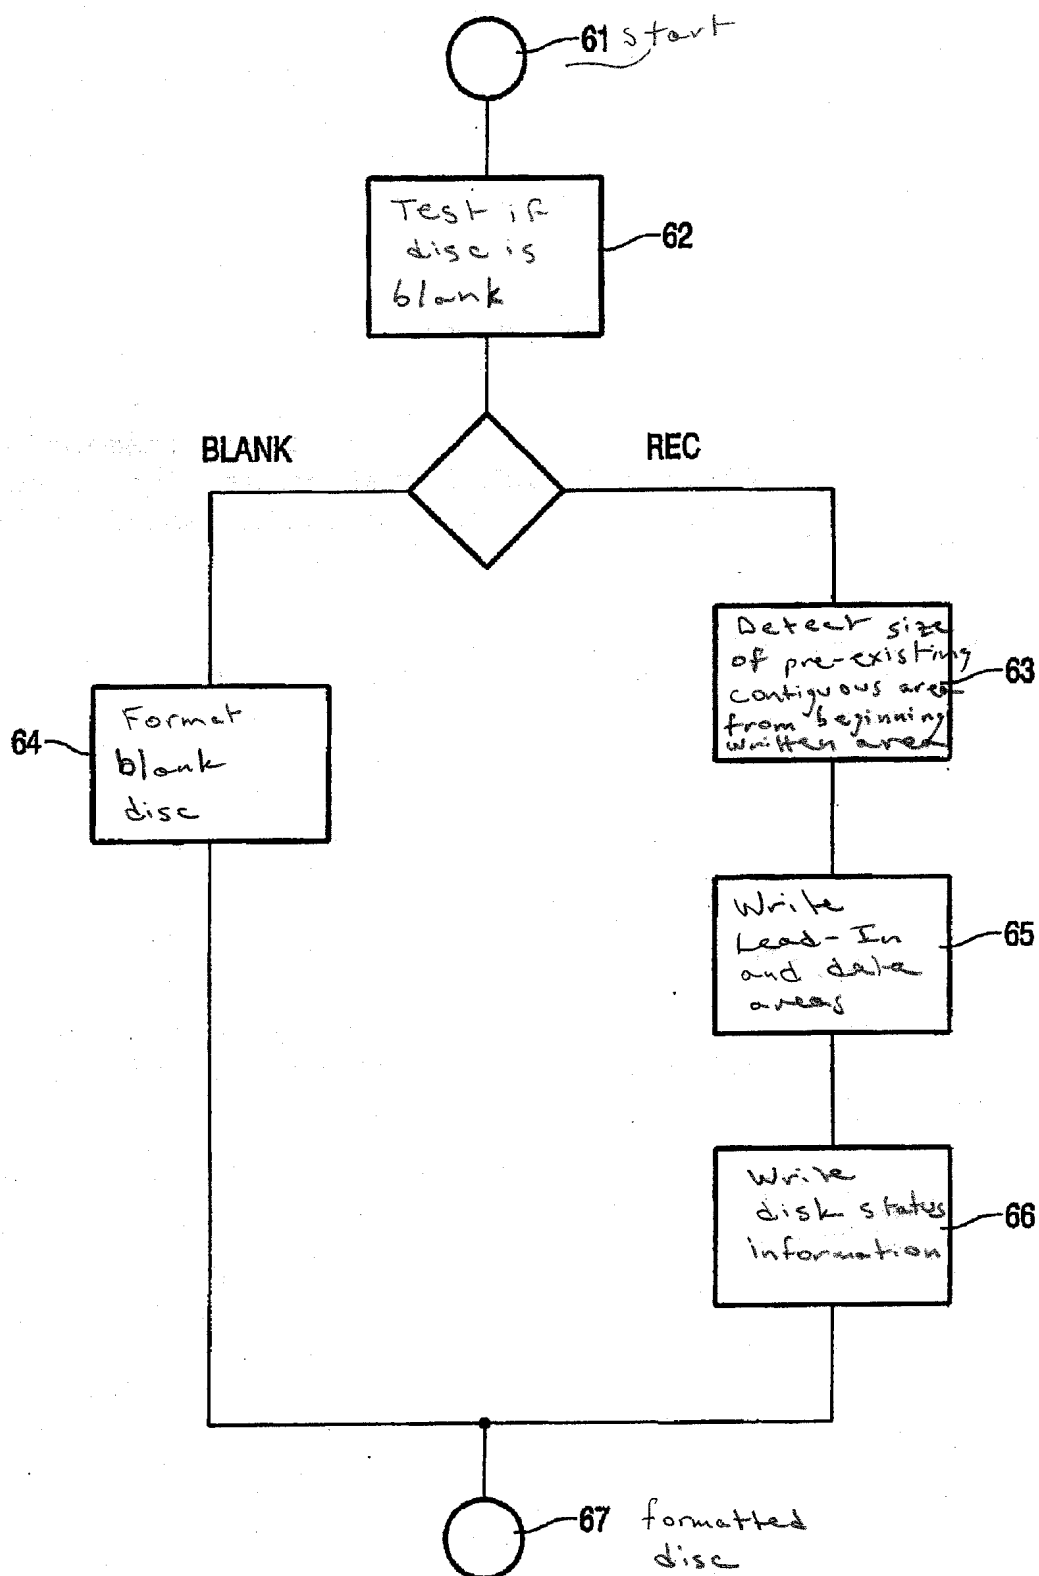 61 start
Test if
disc is
blank
62
BLANK
REC
Detect size
of pre-existing
contiguous area
from beginning
written area
63
Format
blank
disc
64
Write
Lead-In
and data
areas
65
Write
disk status
information
66
67 formatted
disc